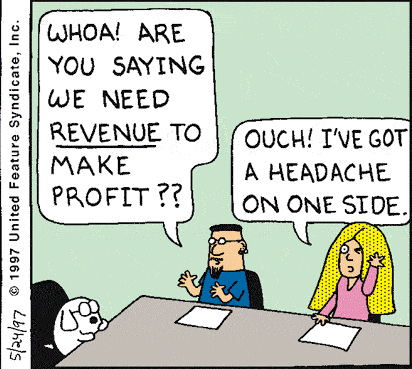 WHOA! ARE
YOU SAYING
WE NEED
REVENUE TO
MAKE
PROFIT??
OUCH! I'VE GOT
A HEADACHE
ON ONE SIDE.
5/24/97 © 1997 United Feature Syndicate, Inc.